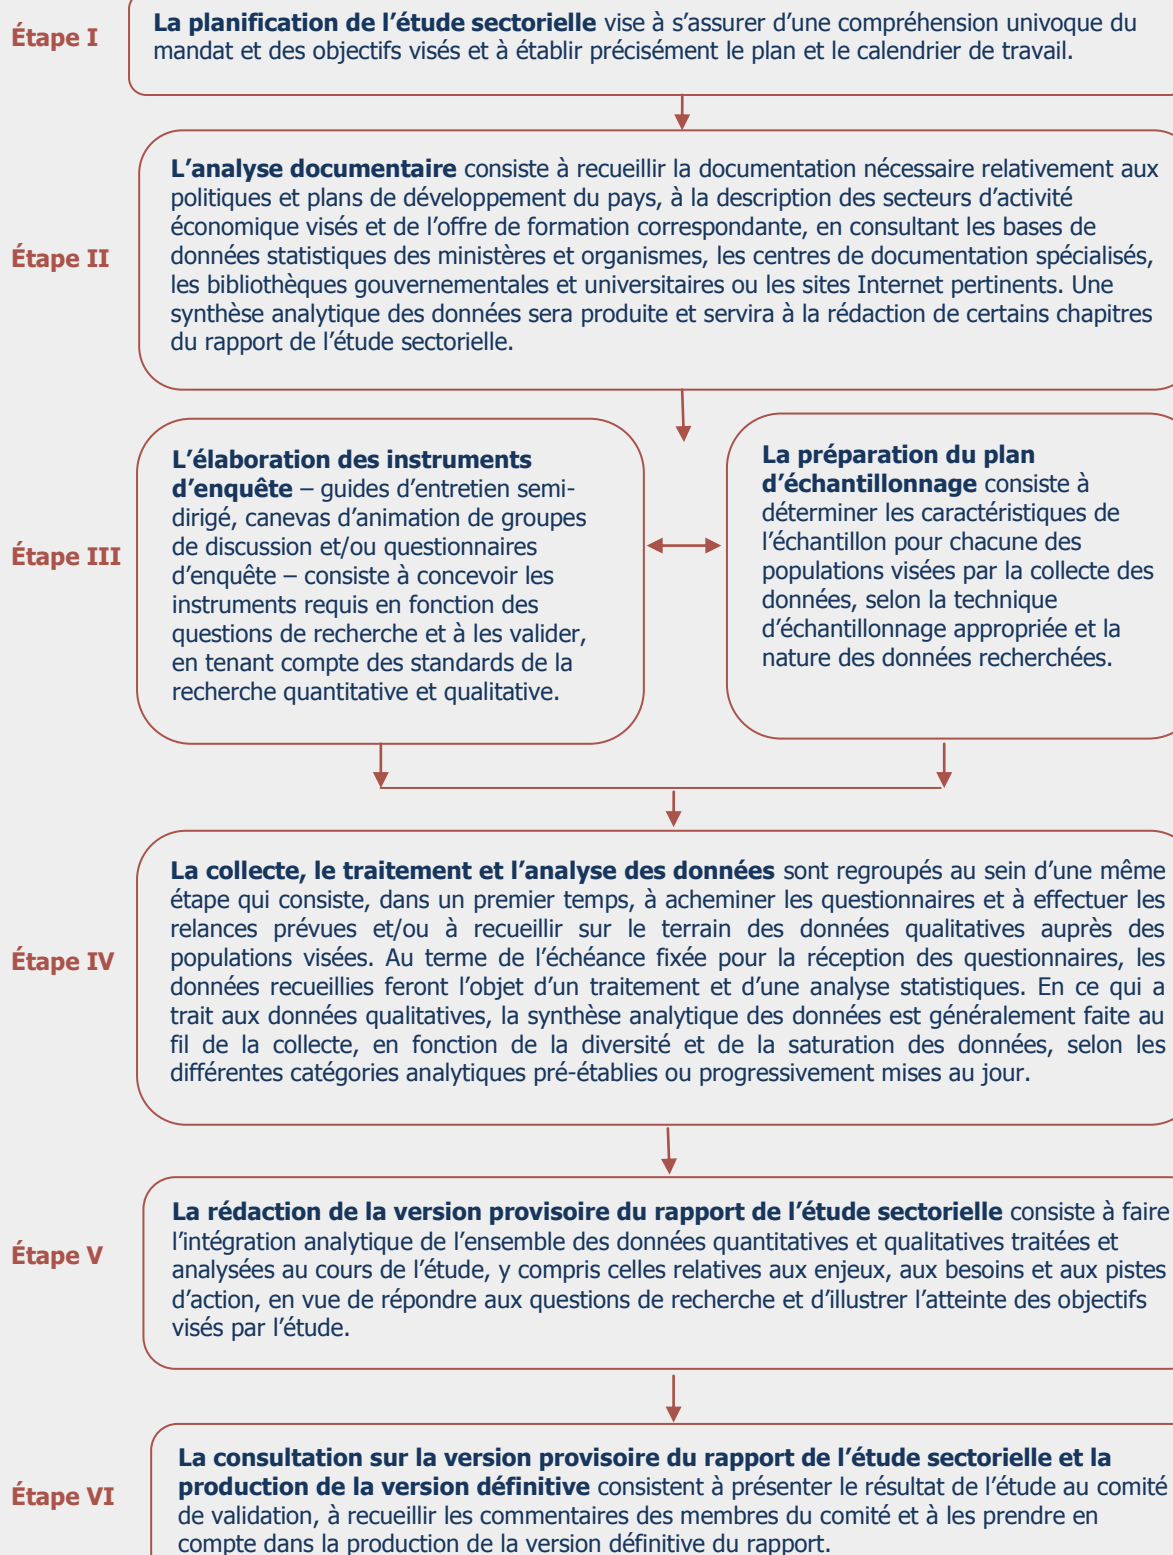 Étape I
La planification de l’étude sectorielle vise à s’assurer d’une compréhension univoque du
mandat et des objectifs visés et à établir précisément le plan et le calendrier de travail.
Étape II
L’analyse documentaire consiste à recueillir la documentation nécessaire relativement aux
politiques et plans de développement du pays, à la description des secteurs d’activité
économique visés et de l’offre de formation correspondante, en consultant les bases de
données statistiques des ministères et organismes, les centres de documentation spécialisés,
les bibliothèques gouvernementales et universitaires ou les sites Internet pertinents. Une
synthèse analytique des données sera produite et servira à la rédaction de certains chapitres
du rapport de l’étude sectorielle.
Étape III
L’élaboration des instruments
d’enquête – guides d’entretien semi-
dirigé, canevas d’animation de groupes
de discussion et/ou questionnaires
d’enquête – consiste à concevoir les
instruments requis en fonction des
questions de recherche et à les valider,
en tenant compte des standards de la
recherche quantitative et qualitative.
La préparation du plan
d’échantillonnage consiste à
déterminer les caractéristiques de
l’échantillon pour chacune des
populations visées par la collecte des
données, selon la technique
d’échantillonnage appropriée et la
nature des données recherchées.
Étape IV
La collecte, le traitement et l’analyse des données sont regroupés au sein d’une même
étape qui consiste, dans un premier temps, à acheminer les questionnaires et à effectuer les
relances prévues et/ou à recueillir sur le terrain des données qualitatives auprès des
populations visées. Au terme de l’échéance fixée pour la réception des questionnaires, les
données recueillies feront l’objet d’un traitement et d’une analyse statistiques. En ce qui a
trait aux données qualitatives, la synthèse analytique des données est généralement faite au
fil de la collecte, en fonction de la diversité et de la saturation des données, selon les
différentes catégories analytiques pré-établies ou progressivement mises au jour.
Étape V
La rédaction de la version provisoire du rapport de l’étude sectorielle consiste à faire
l’intégration analytique de l’ensemble des données quantitatives et qualitatives traitées et
analysées au cours de l’étude, y compris celles relatives aux enjeux, aux besoins et aux pistes
d’action, en vue de répondre aux questions de recherche et d’illustrer l’atteinte des objectifs
visés par l’étude.
Étape VI
La consultation sur la version provisoire du rapport de l’étude sectorielle et la
production de la version définitive consistent à présenter le résultat de l’étude au comité
de validation, à recueillir les commentaires des membres du comité et à les prendre en
compte dans la production de la version définitive du rapport.